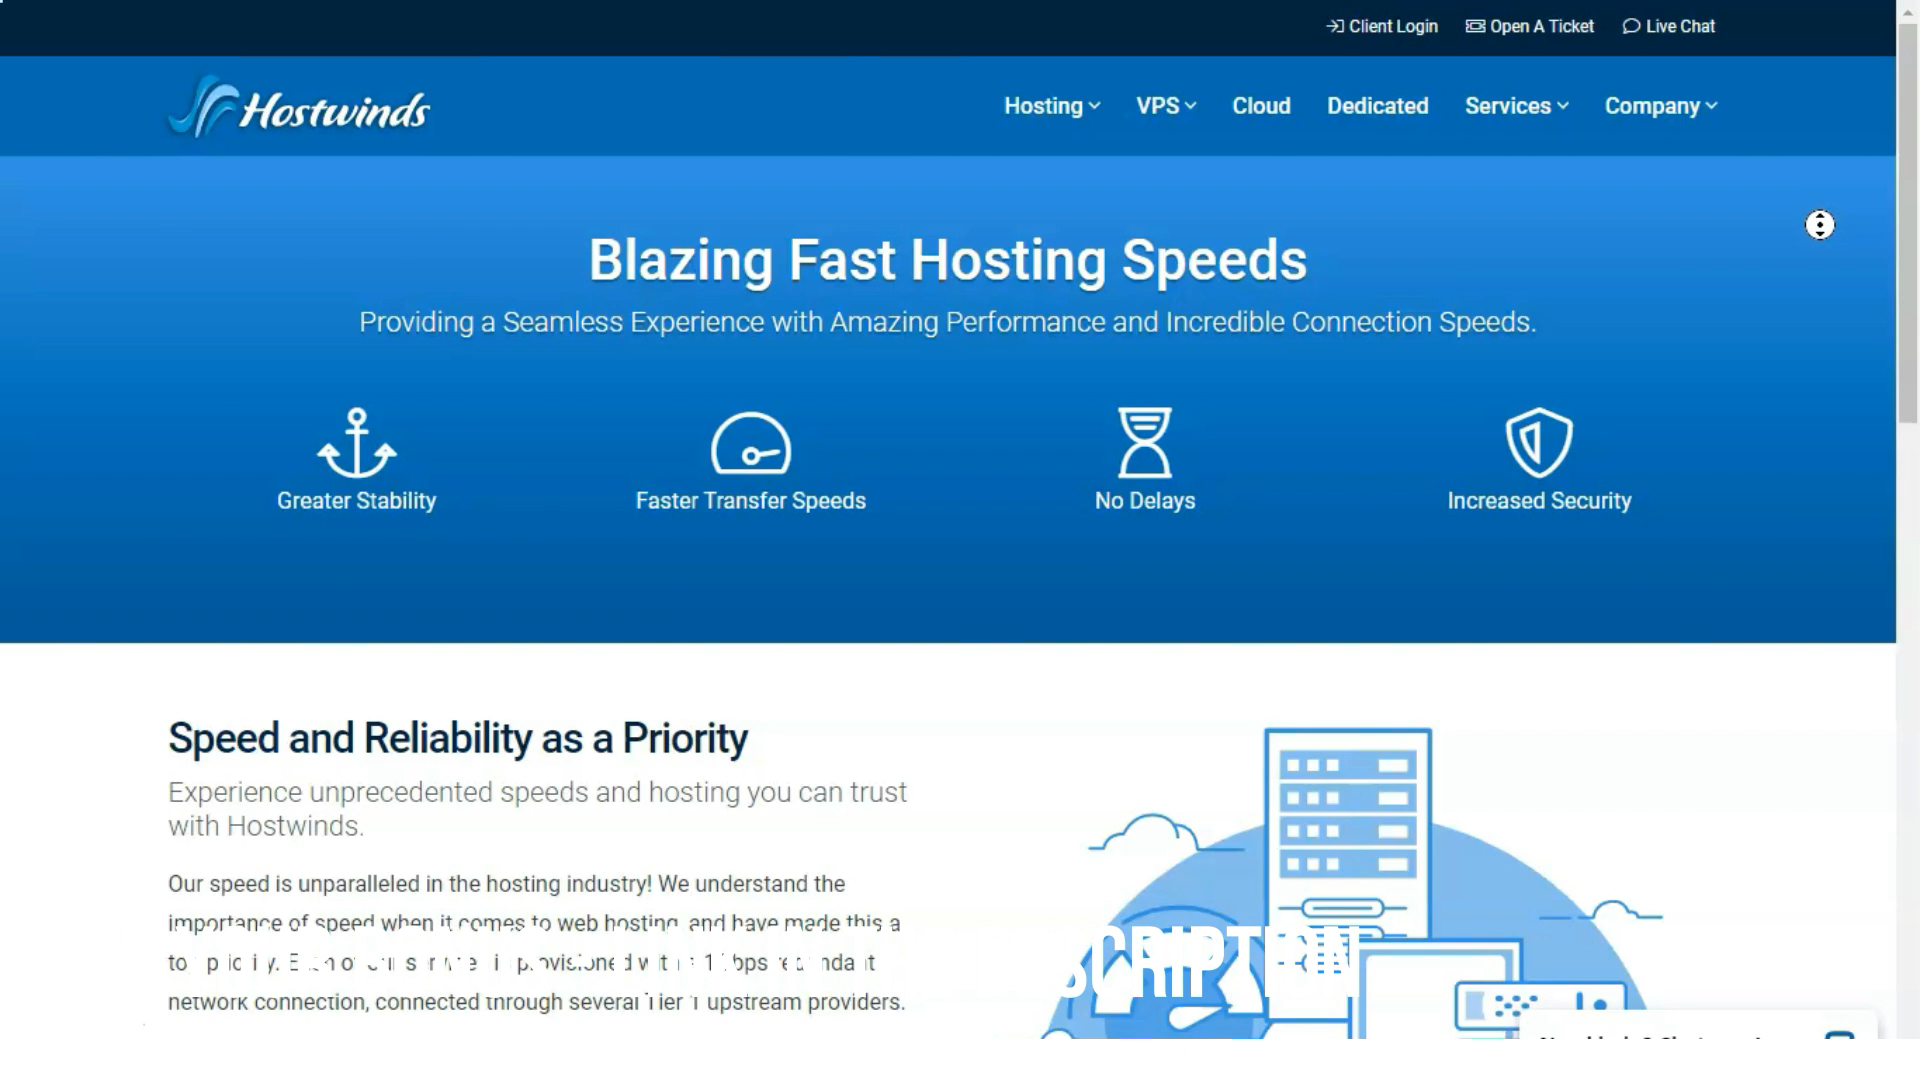 Client Login Open A Ticket Live Chat
Hostwinds Hosting VPS Cloud Dedicated Services Company
Blazing Fast Hosting Speeds
Providing a Seamless Experience with Amazing Performance and Incredible Connection Speeds.
Greater Stability Faster Transfer Speeds No Delays Increased Security
Speed and Reliability as a Priority
Experience unprecedented speeds and hosting you can trust
with Hostwinds.
Our speed is unparalleled in the hosting industry! We understand the
importance of speed when it comes to web hosting, and have made this a
network connection, connected through several Tier 1 upstream providers.